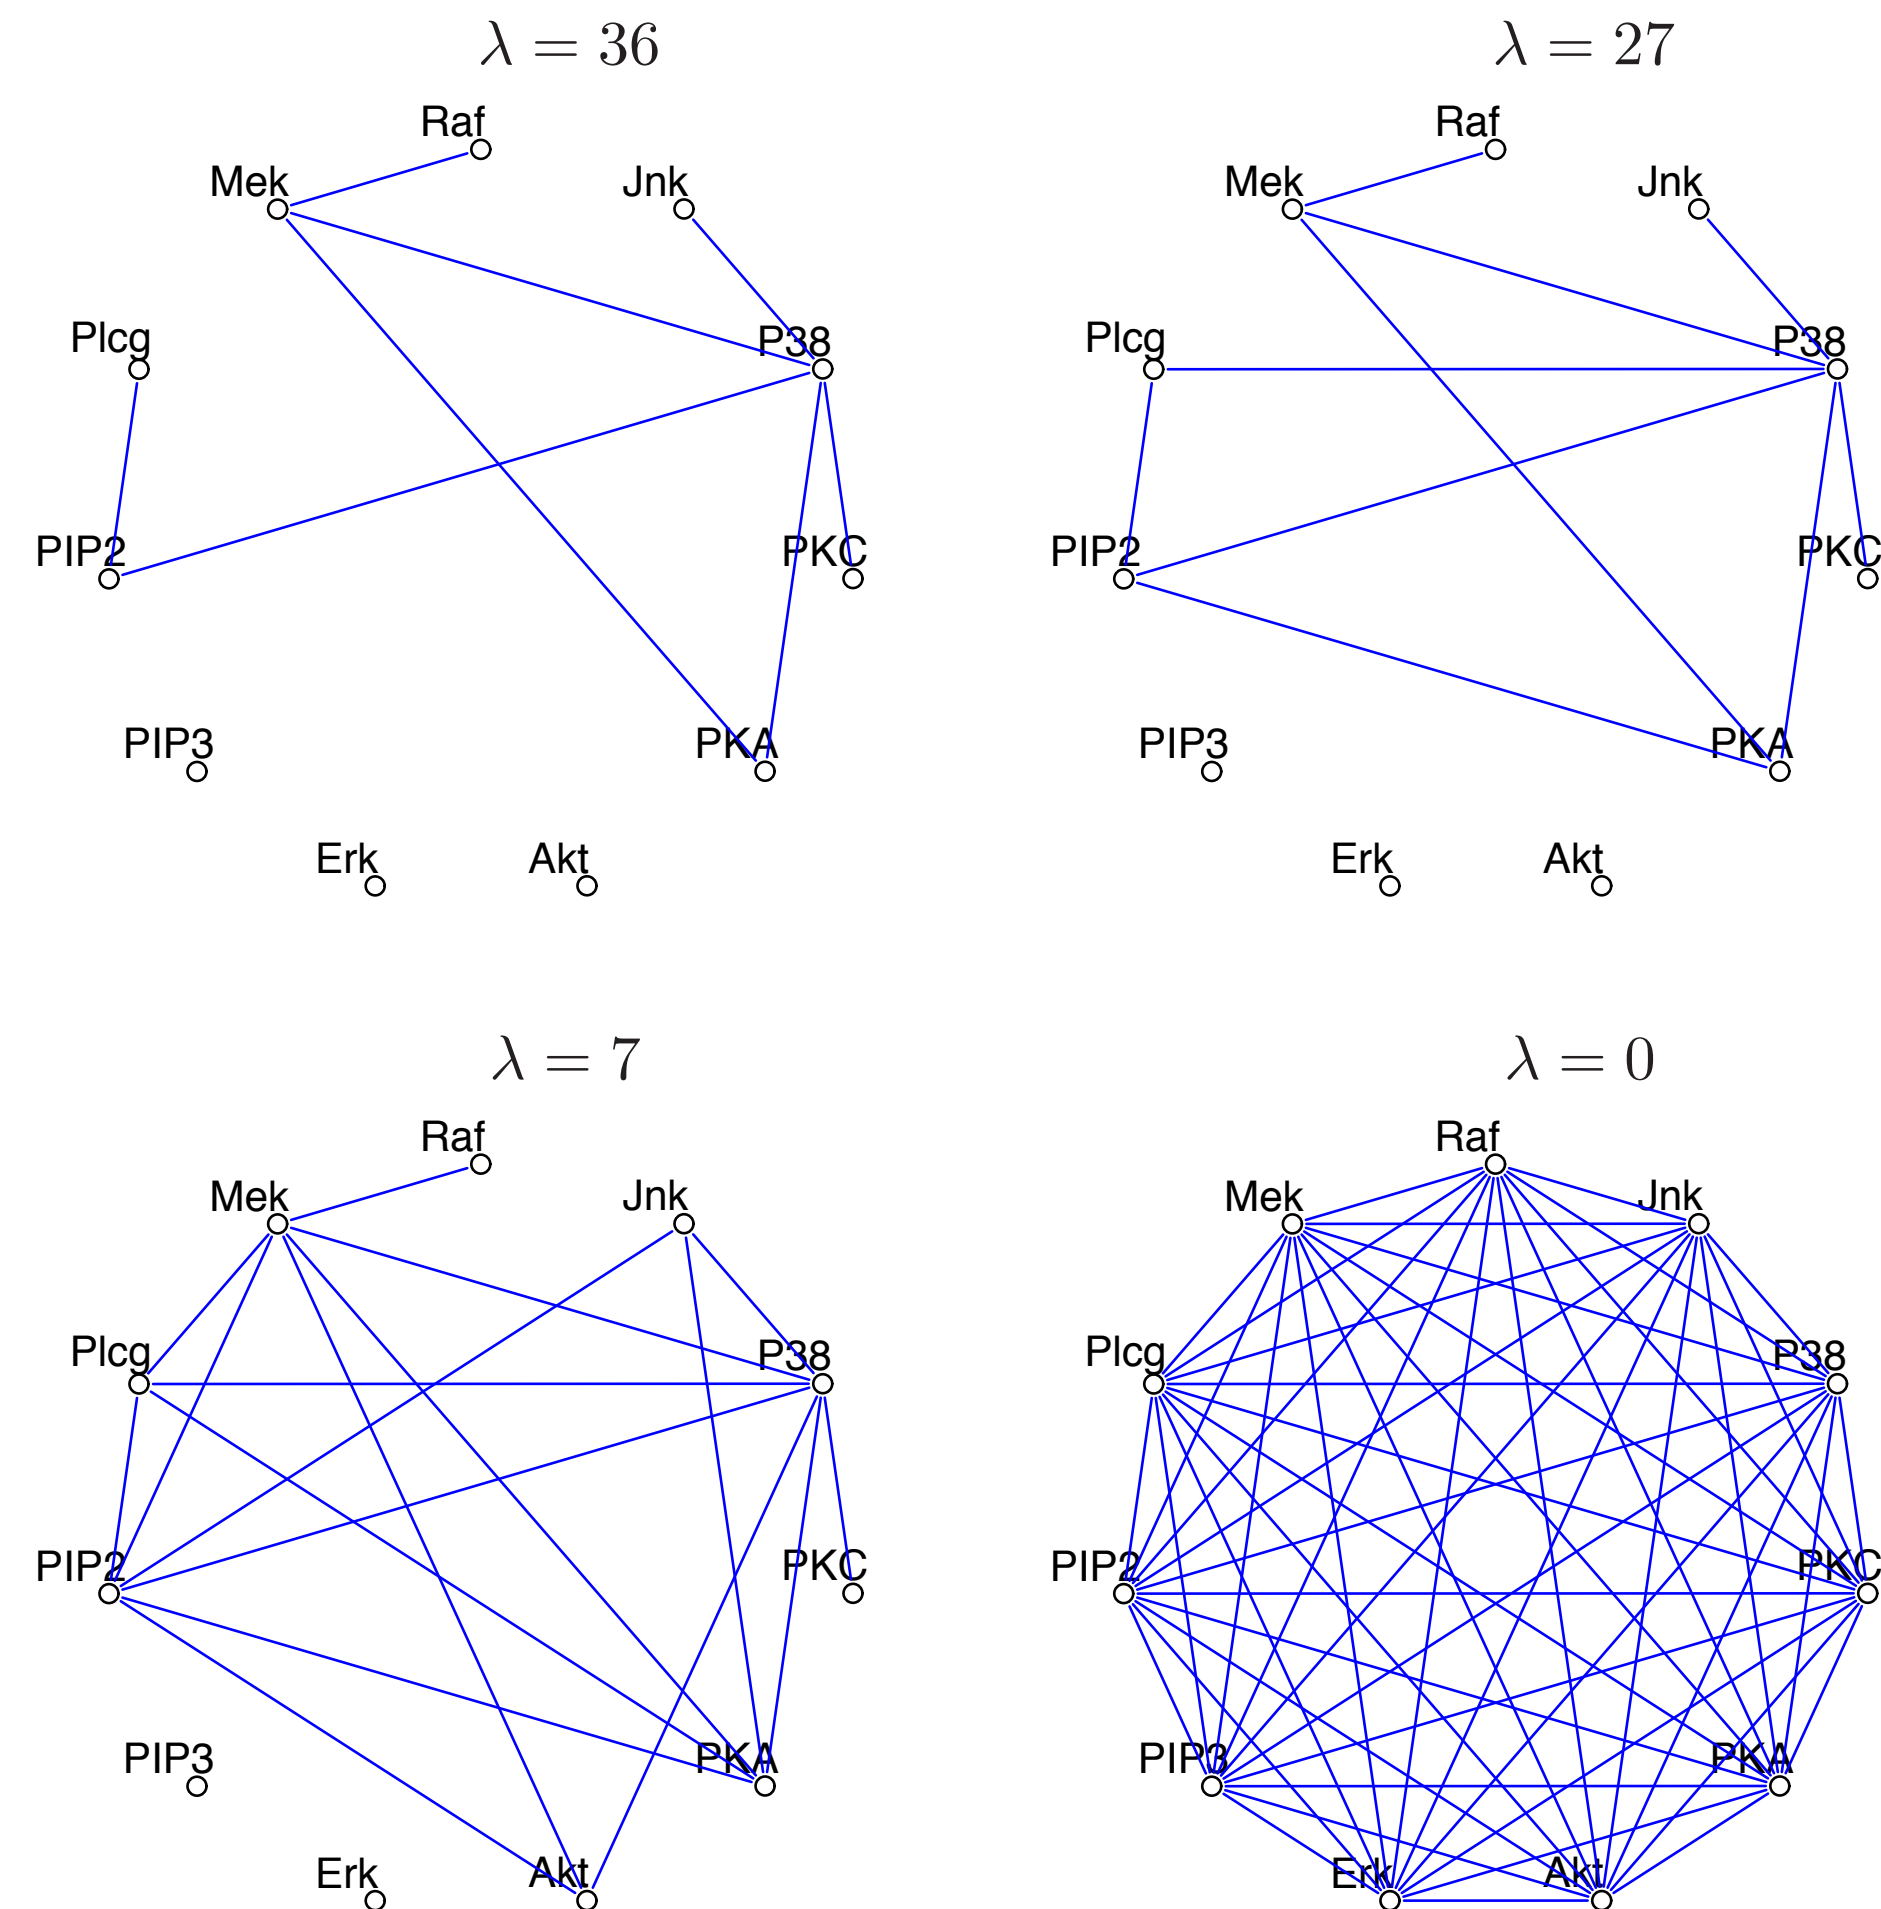 λ = 36
Raf
Mek
Jnk
Plcg
P38
PIP2
PKC
PIP3
PKA
Erk
Akt
λ = 27
Raf
Mek
Jnk
Plcg
P38
PIP2
PKC
PIP3
PKA
Erk
Akt
λ = 7
Raf
Mek
Jnk
Plcg
P38
PIP2
PKC
PIP3
PKA
Erk
Akt
λ = 0
Raf
Mek
Jnk
Plcg
P38
PIP2
PKC
PIP3
PKA
Erk
Akt